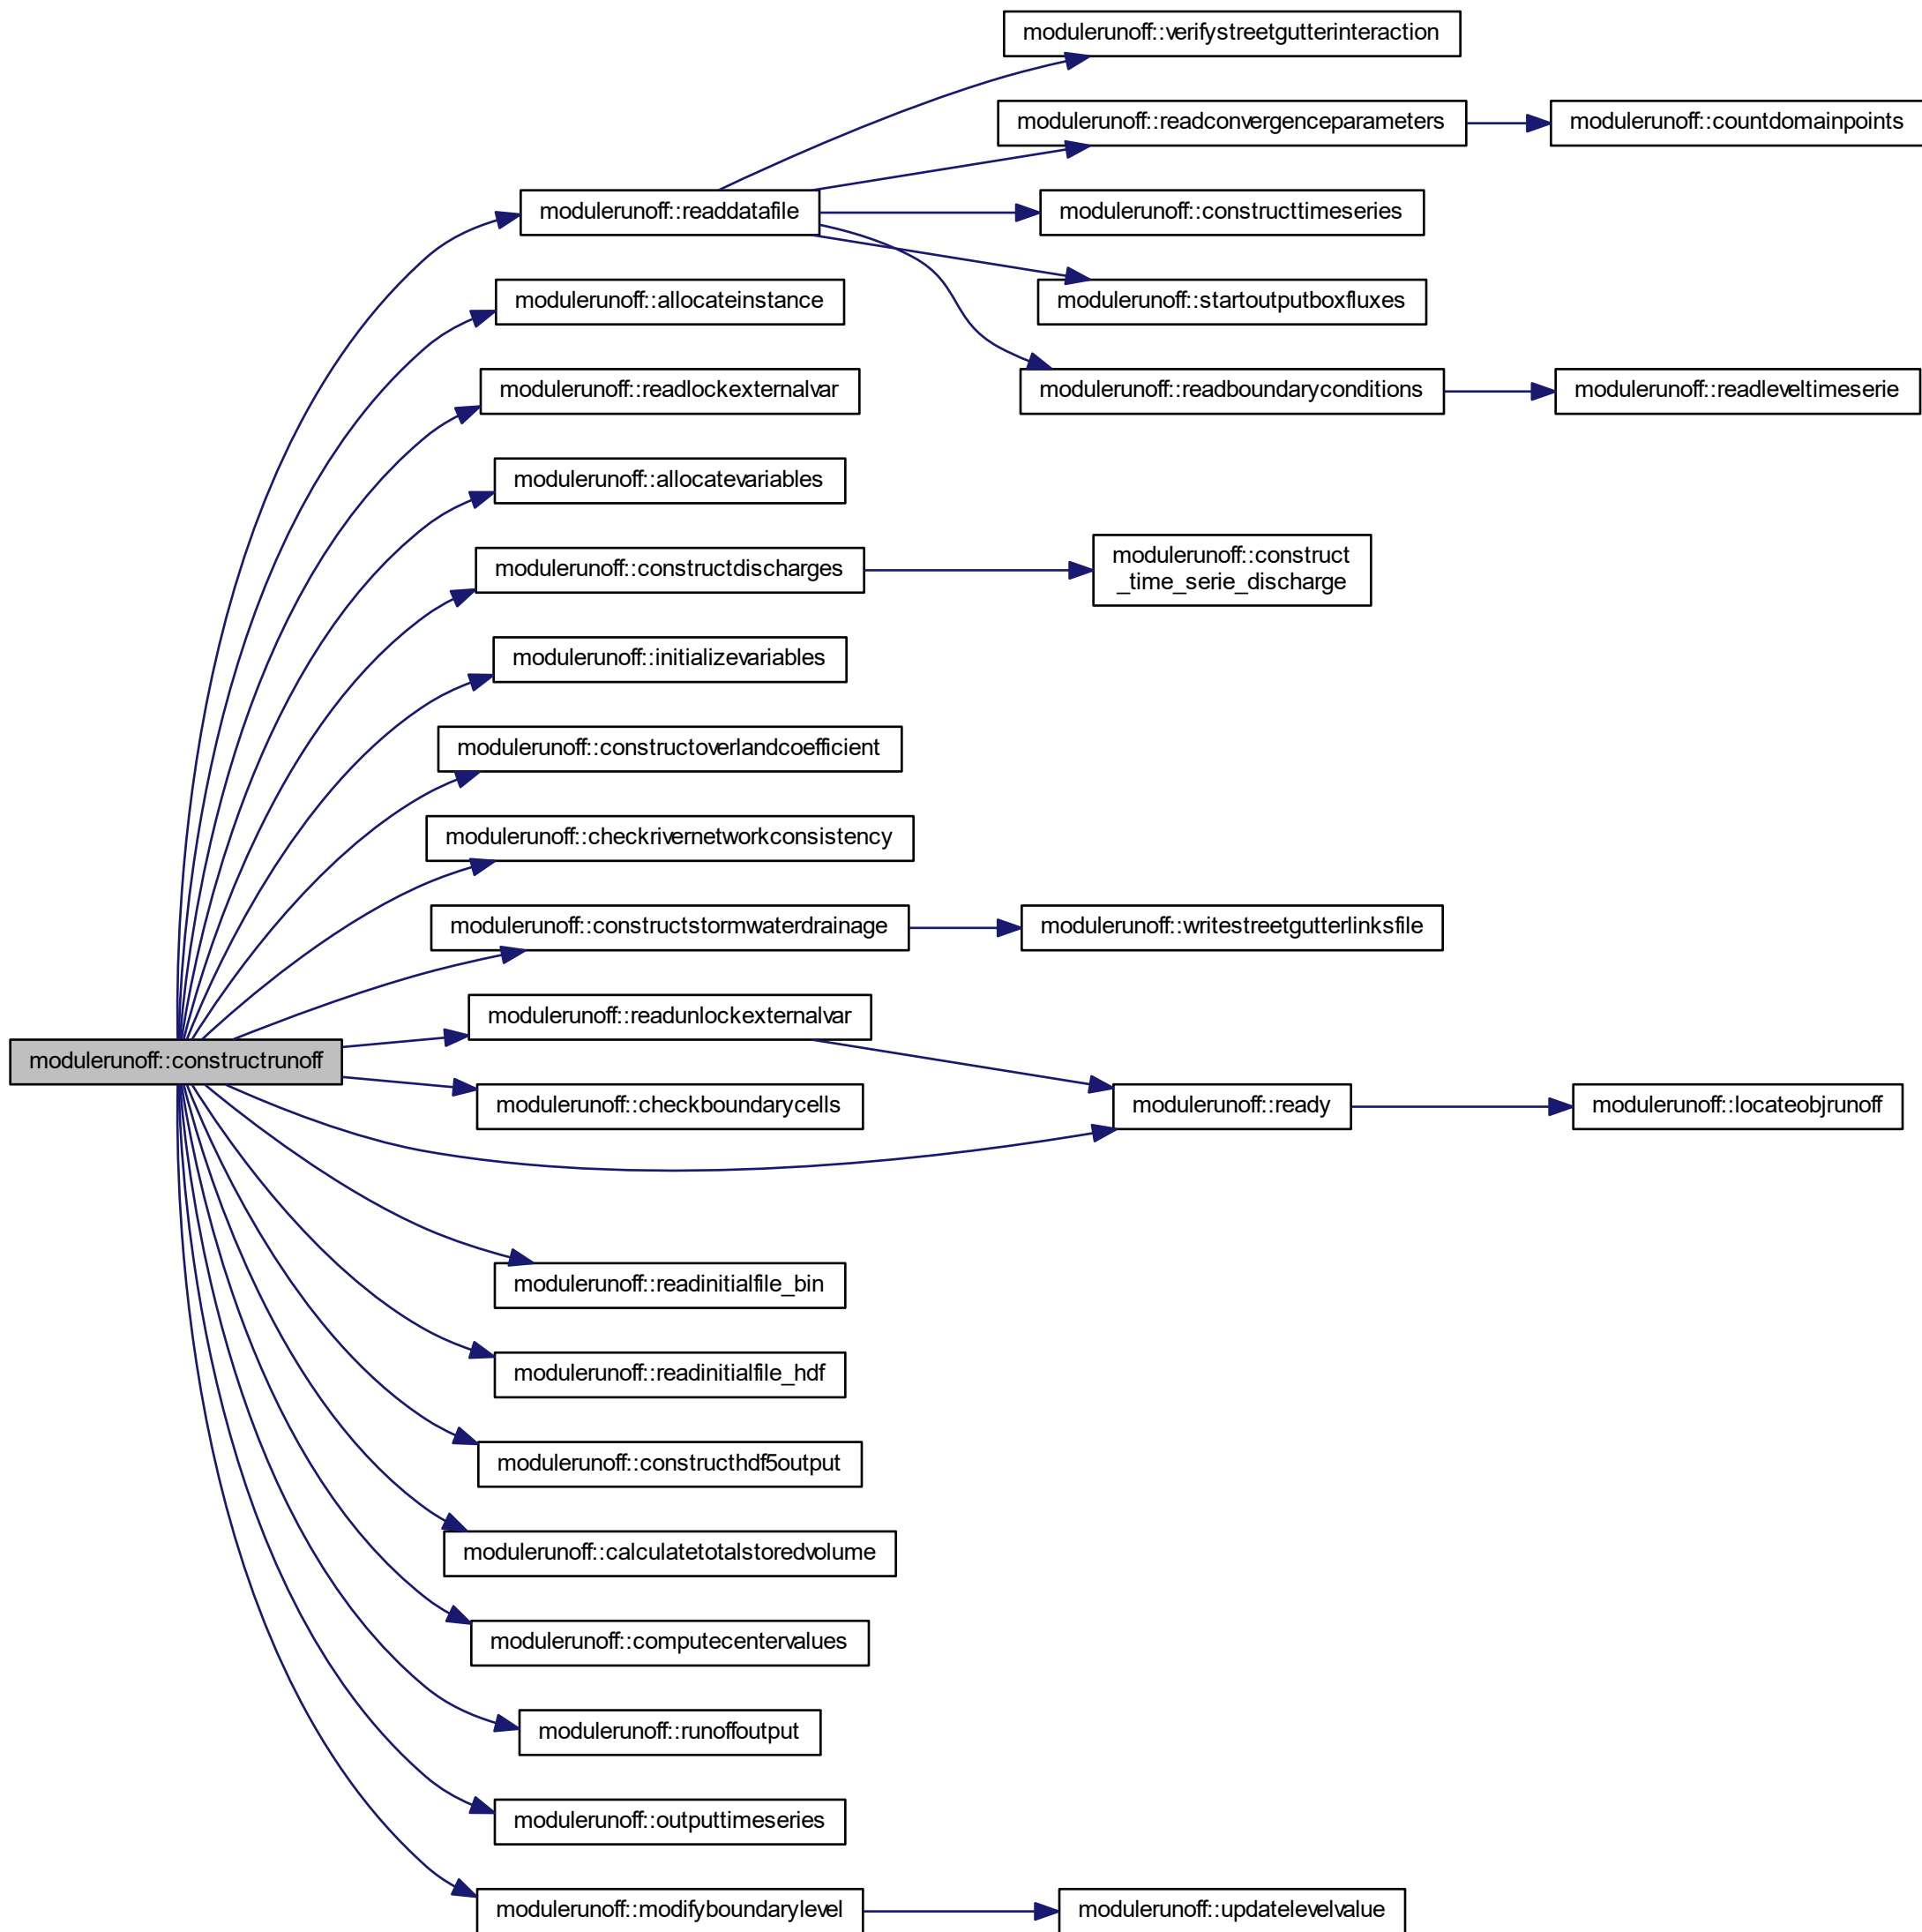 modulerunoff::verifystreetgutterinteraction
modulerunoff::readconvergenceparameters
modulerunoff::countdomainpoints
modulerunoff::readdatafile
modulerunoff::constructtimeseries
modulerunoff::allocateinstance
modulerunoff::startoutputboxfluxes
modulerunoff::readlockexternalvar
modulerunoff::readboundaryconditions
modulerunoff::readleveltimeserie
modulerunoff::allocatevariables
modulerunoff::constructdischarges
modulerunoff::construct
_time_serie_discharge
modulerunoff::initializevariables
modulerunoff::constructoverlandcoefficient
modulerunoff::checkrivernetworkconsistency
modulerunoff::constructstormwaterdrainage
modulerunoff::writestreetgutterlinksfile
modulerunoff::readunlockexternalvar
modulerunoff::constructrunoff
modulerunoff::checkboundarycells
modulerunoff::ready
modulerunoff::locateobjrunoff
modulerunoff::readinitialfile_bin
modulerunoff::readinitialfile_hdf
modulerunoff::constructhdf5output
modulerunoff::calculatetotalstoredvolume
modulerunoff::computecentervalues
modulerunoff::runoffoutput
modulerunoff::outputtimeseries
modulerunoff::modifyboundarylevel
modulerunoff::updatelevelvalue